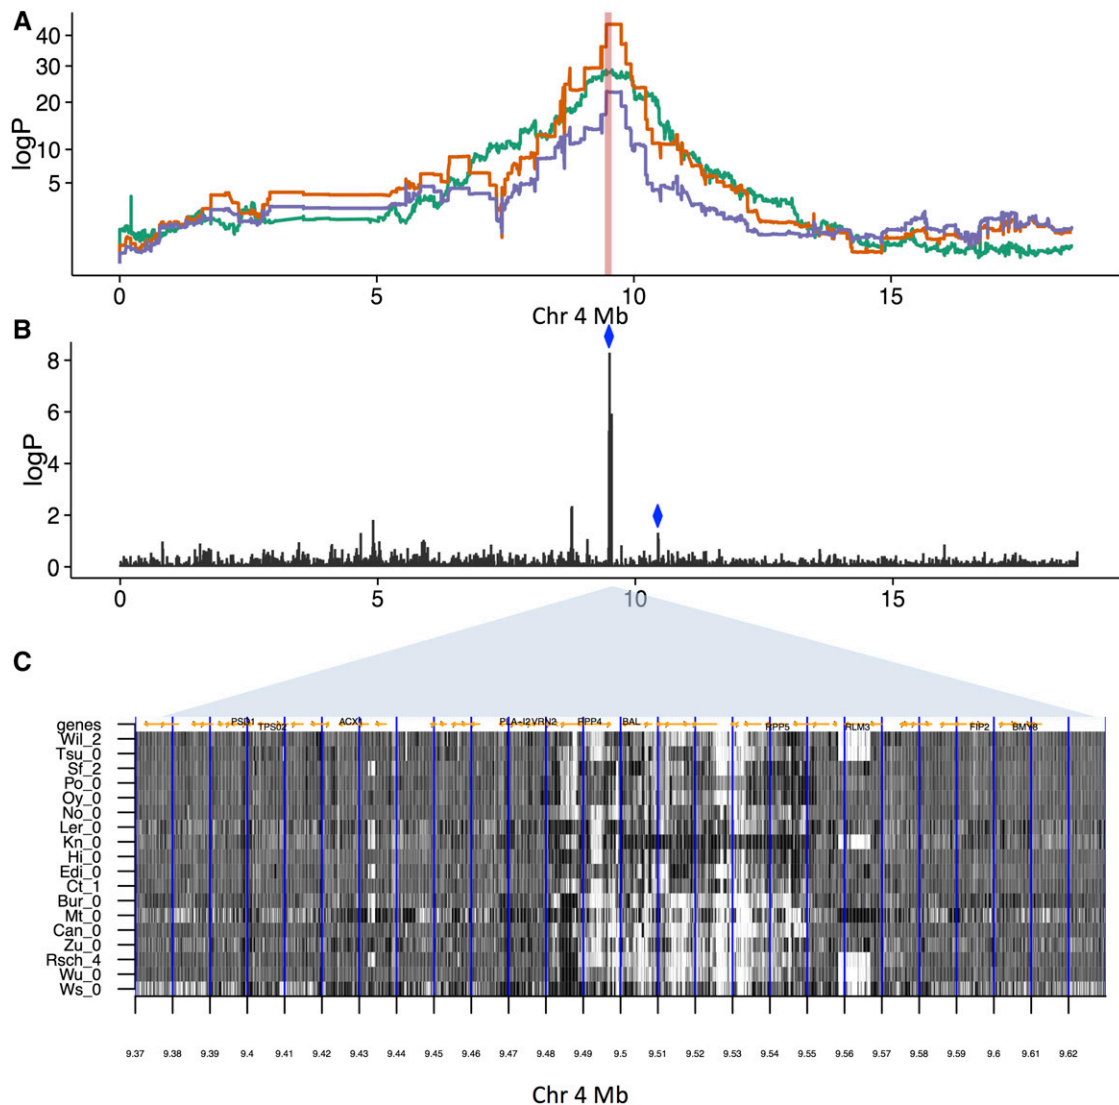 A
logP
40
30
20
10
5
0 5 10 15
Chr 4 Mb
B
logP
8
6
4
2
0
0 5 10 15
C
genes PSD1 TPS02 ACX1 PLA-I2 VRN2 RPP4 BAL RPP5 RLM3 FIP2 BMY8
Wil_2
Tsu_0
Sf_2
Po_0
Oy_0
No_0
Ler_0
Kn_0
Hi_0
Edi_0
Ct_1
Bur_0
Mt_0
Can_0
Zu_0
Rsch_4
Wu_0
Ws_0
9.37 9.38 9.39 9.4 9.41 9.42 9.43 9.44 9.45 9.46 9.47 9.48 9.49 9.5 9.51 9.52 9.53 9.54 9.55 9.56 9.57 9.58 9.59 9.6 9.61 9.62
Chr 4 Mb